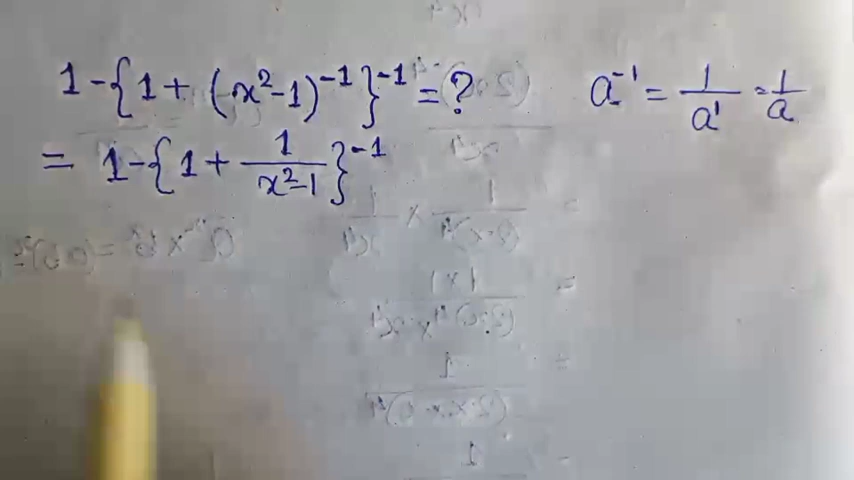 1-{1+(x²-1)⁻¹}⁻¹=?
a⁻¹ = 1/a¹ = 1/a
= 1-{1+ 1/(x²-1)}⁻¹